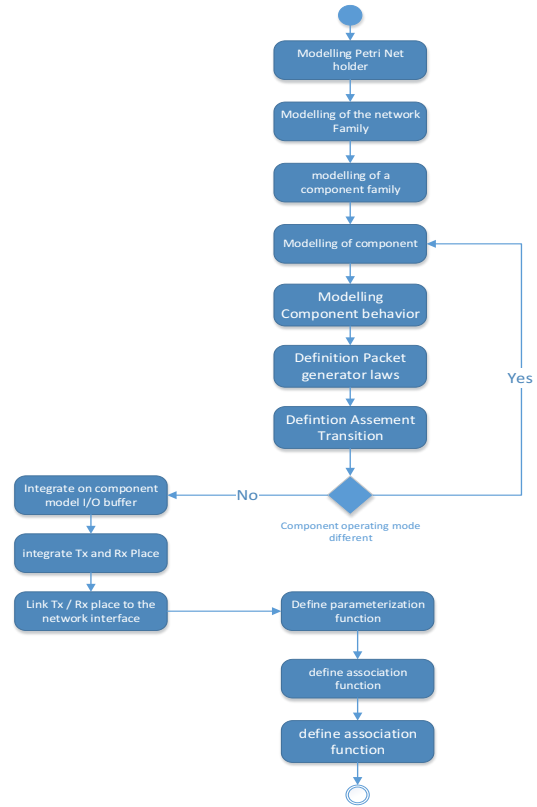 Modelling Petri Net
holder
Modelling of the network
Family
modelling of a
component family
Modelling of component
Modelling
Component behavior
Definition Packet
generator laws
Defintion Assement
Transition
Yes
No
Component operating mode
different
Integrate on component
model I/O buffer
integrate Tx and Rx Place
Link Tx / Rx place to the
network interface
Define parameterization
function
define association
function
define association
function